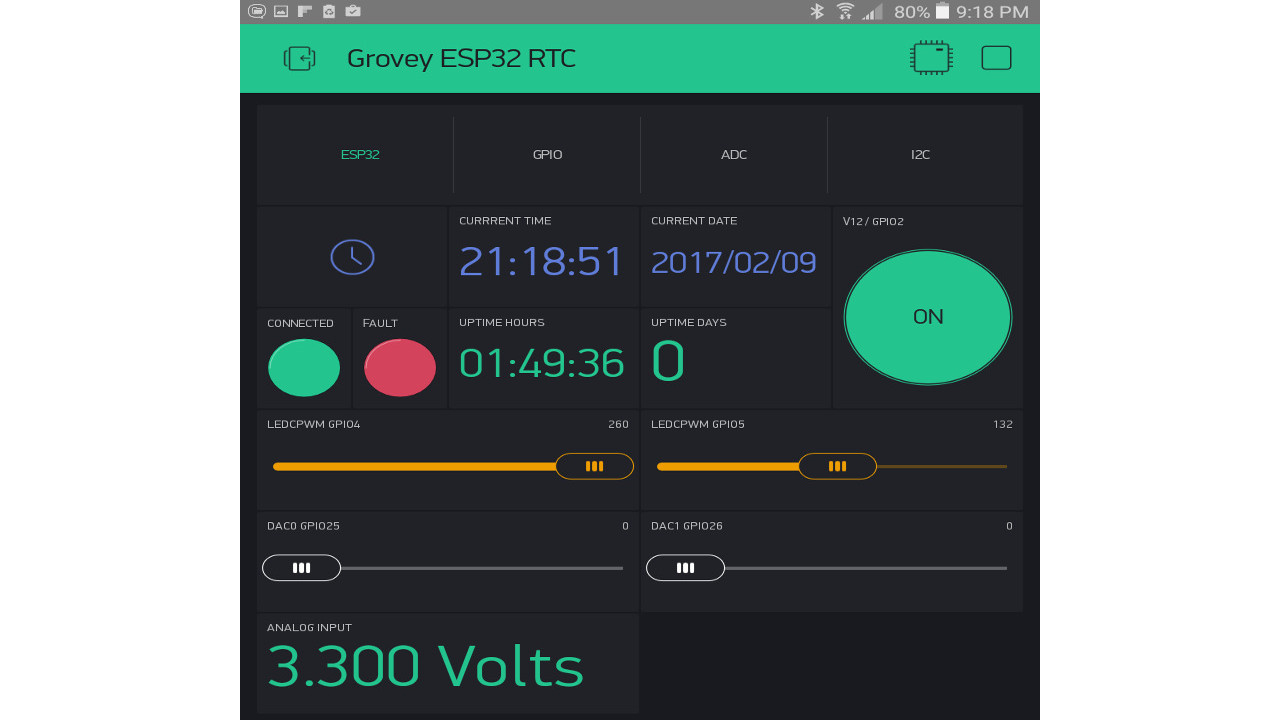 80% 9:18 PM
Grovey ESP32 RTC
ESP32 GPIO ADC I2C
CURRRENT TIME CURRENT DATE V12 / GPIO2
21:18:51 2017/02/09
ON
CONNECTED FAULT UPTIME HOURS UPTIME DAYS
01:49:36 0
LEDCPWM GPIO4 260 LEDCPWM GPIO5 132
DAC0 GPIO25 0 DAC1 GPIO26 0
ANALOG INPUT
3.300 Volts